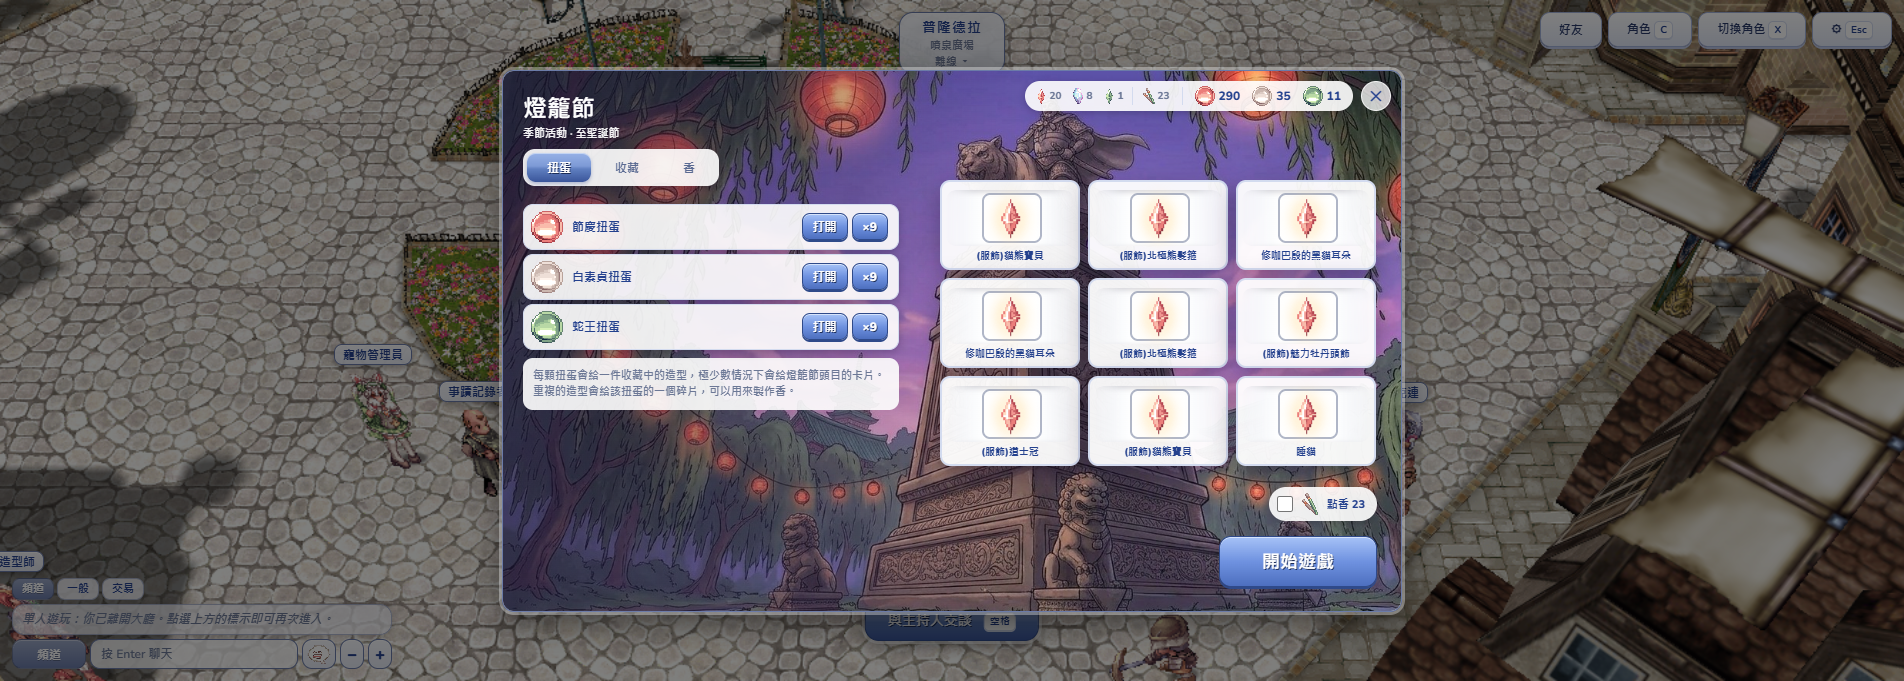 普隆德拉
噴泉廣場
離線
好友
角色 C
切換角色 X
Esc
燈籠節
季節活動 · 至聖誕節
20 8 1 23 290 35 11
扭蛋 收藏 香
節慶扭蛋 打開 ×9
白素貞扭蛋 打開 ×9
蛇王扭蛋 打開 ×9
每顆扭蛋會給一件收藏中的造型，極少數情況下會給燈籠節頭目的卡片。
重複的造型會給該扭蛋的一個碎片，可以用來製作香。
(服飾)貓熊寶貝
(服飾)北極熊髮箍
修咖巴殷的黑貓耳朵
修咖巴殷的黑貓耳朵
(服飾)北極熊髮箍
(服飾)魅力牡丹頭飾
(服飾)道士冠
(服飾)貓熊寶貝
睡貓
點香 23
開始遊戲
寵物管理員
事蹟記錄
造型師
頻道 一般 交易
單人遊玩：你已離開大廳。點選上方的標示即可再次進入。
頻道 按 Enter 聊天 − +
與主持人交談 空格